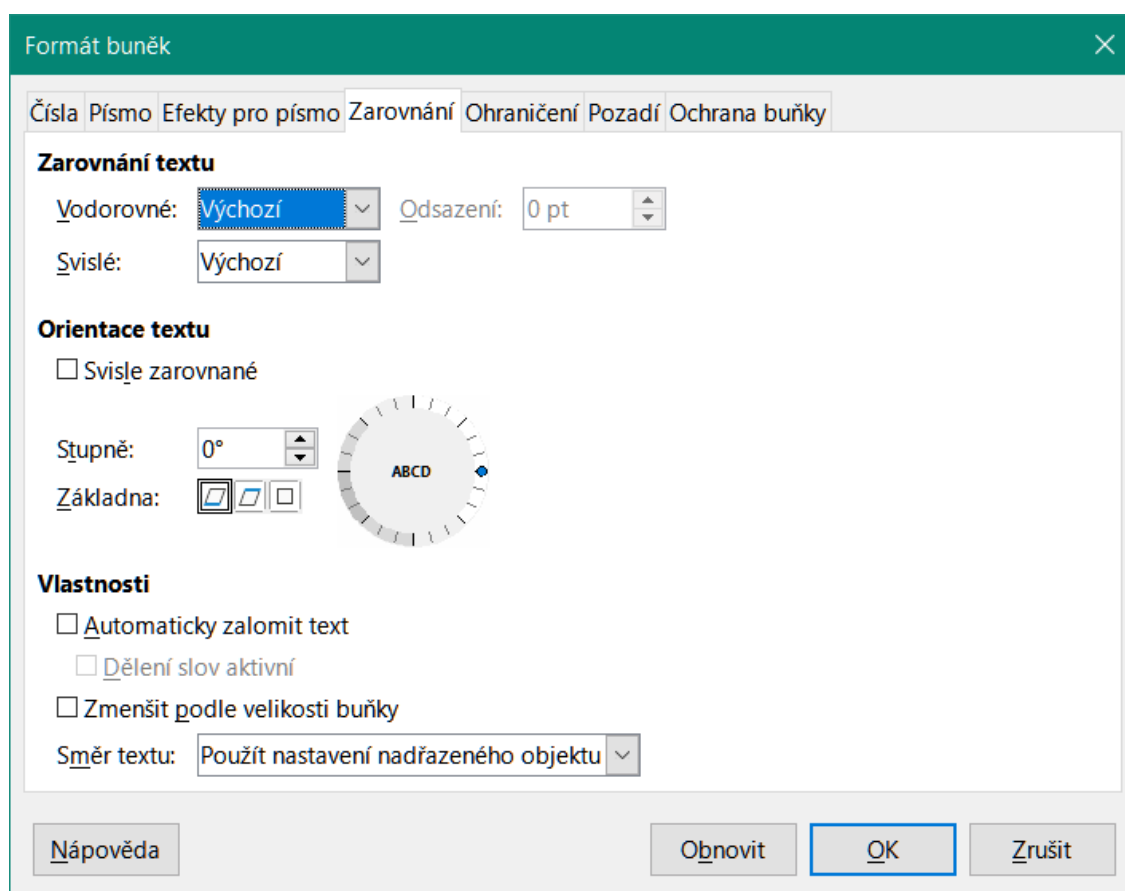 Formát buněk
Čísla Písmo Efekty pro písmo Zarovnání Ohraničení Pozadí Ochrana buňky
Zarovnání textu
Vodorovné: Výchozí Odsazení: 0 pt
Svislé: Výchozí
Orientace textu
Svisle zarovnané
Stupně: 0°
ABCD
Základna:
Vlastnosti
Automaticky zalomit text
Dělení slov aktivní
Zmenšit podle velikosti buňky
Směr textu: Použít nastavení nadřazeného objektu
Nápověda Obnovit OK Zrušit